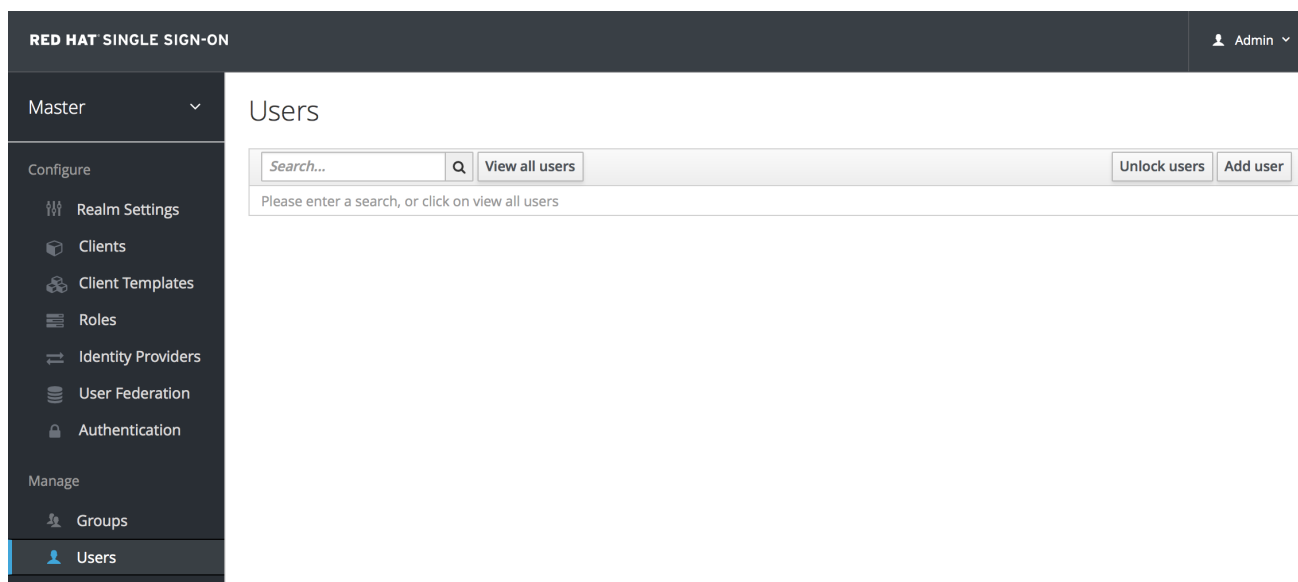 RED HAT SINGLE SIGN-ON
Admin
Master
Configure
Realm Settings
Clients
Client Templates
Roles
Identity Providers
User Federation
Authentication
Manage
Groups
Users
Users
Search...
View all users
Unlock users
Add user
Please enter a search, or click on view all users